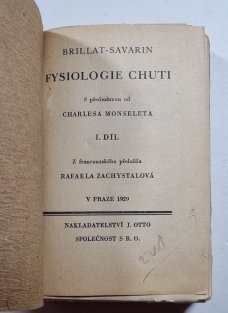 BRILLAT-SAVARIN
FYSIOLOGIE CHUTI
S předmluvou od
CHARLESA MONSELETA
I. DÍL
Z francouzského přeložila
RAFAELA ZACHYSTALOVÁ
V PRAZE 1929
NAKLADATELSTVÍ J. OTTO
SPOLEČNOST S R. O.